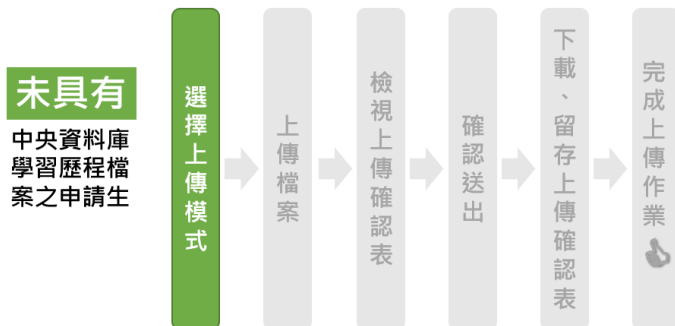 未具有
中央資料庫
學習歷程檔
案之申請生
選擇上傳模式
上傳檔案
檢視上傳確認表
確認送出
下載、留存上傳確認表
完成上傳作業